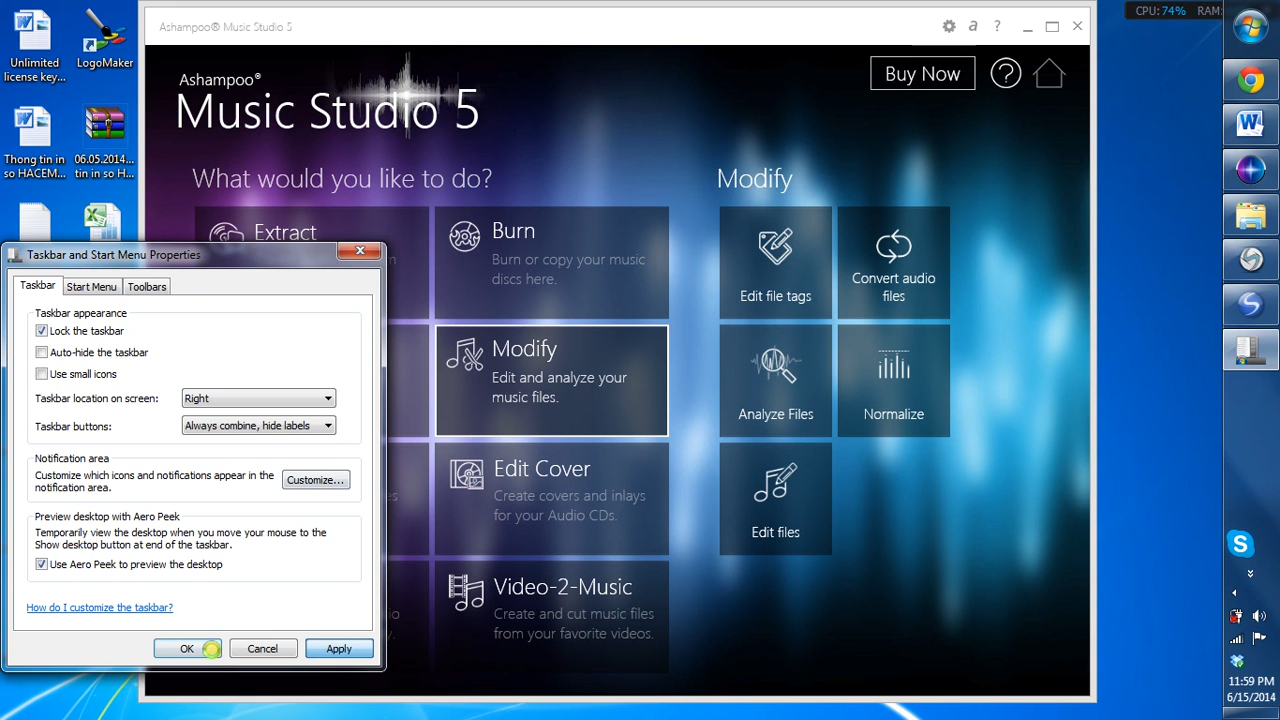 Unlimited
license key...
LogoMaker
Thong tin in
so HACEM...
06.05.2014...
tin in so H...
Ashampoo® Music Studio 5
a
?
CPU: 74%
RAM:
Ashampoo®
Music Studio 5
Buy Now
?
What would you like to do?
Extract
Burn
Burn or copy your music
discs here.
Modify
Edit and analyze your
music files.
Edit Cover
Create covers and inlays
for your Audio CDs.
Video-2-Music
Create and cut music files
from your favorite videos.
Modify
Edit file tags
Convert audio
files
Analyze Files
Normalize
Edit files
Taskbar and Start Menu Properties
Taskbar
Start Menu
Toolbars
Taskbar appearance
Lock the taskbar
Auto-hide the taskbar
Use small icons
Taskbar location on screen:
Right
Taskbar buttons:
Always combine, hide labels
Notification area
Customize which icons and notifications appear in the
notification area.
Customize...
Preview desktop with Aero Peek
Temporarily view the desktop when you move your mouse to the
Show desktop button at end of the taskbar.
Use Aero Peek to preview the desktop
How do I customize the taskbar?
OK
Cancel
Apply
11:59 PM
6/15/2014